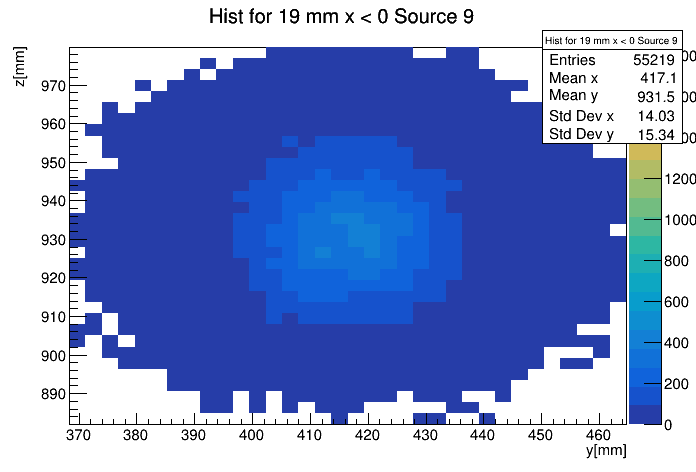 Hist for 19 mm x < 0 Source 9
z[mm]
Hist for 19 mm x < 0 Source 9
Entries 55219
Mean x 417.1
Mean y 931.5
Std Dev x 14.03
Std Dev y 15.34
970
960
950
940
930
920
910
900
890
1200
1000
800
600
400
200
0
370 380 390 400 410 420 430 440 450 460
y[mm]